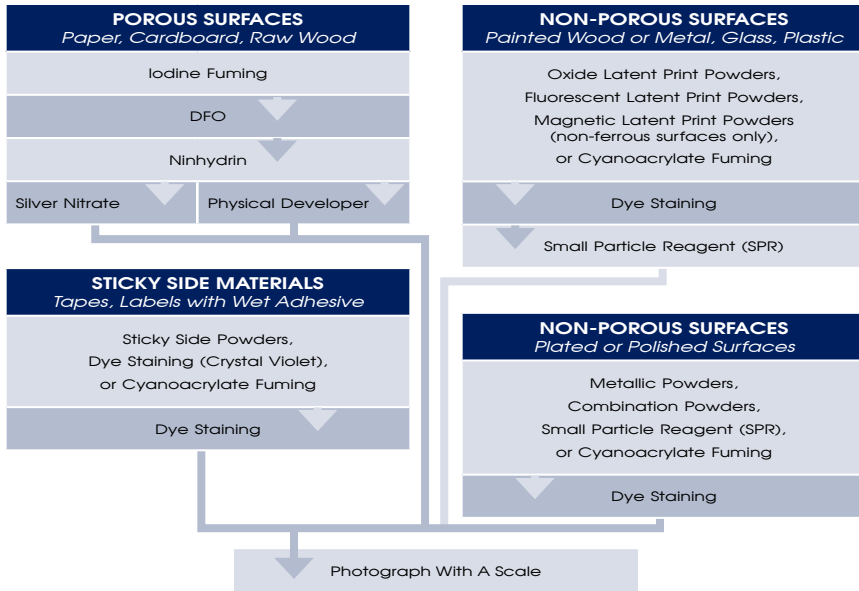 POROUS SURFACES
Paper, Cardboard, Raw Wood
Iodine Fuming
DFO
Ninhydrin
Silver Nitrate
Physical Developer
STICKY SIDE MATERIALS
Tapes, Labels with Wet Adhesive
Sticky Side Powders,
Dye Staining (Crystal Violet),
or Cyanoacrylate Fuming
Dye Staining
NON-POROUS SURFACES
Painted Wood or Metal, Glass, Plastic
Oxide Latent Print Powders,
Fluorescent Latent Print Powders,
Magnetic Latent Print Powders
(non-ferrous surfaces only),
or Cyanoacrylate Fuming
Dye Staining
Small Particle Reagent (SPR)
NON-POROUS SURFACES
Plated or Polished Surfaces
Metallic Powders,
Combination Powders,
Small Particle Reagent (SPR),
or Cyanoacrylate Fuming
Dye Staining
Photograph With A Scale